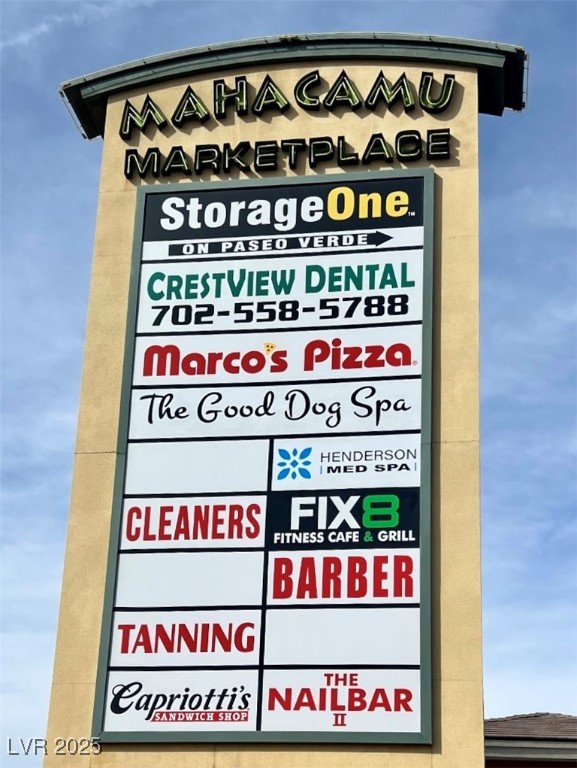 MAHACAMU
MARKETPLACE
StorageOne™
ON PASEO VERDE
CRESTVIEW DENTAL
702-558-5788
Marco's Pizza®
The Good Dog Spa
HENDERSON
MED SPA
CLEANERS
FIX8
FITNESS CAFE & GRILL
BARBER
TANNING
Capriotti's
SANDWICH SHOP®
THE
NAILBAR
II
LVR 2025